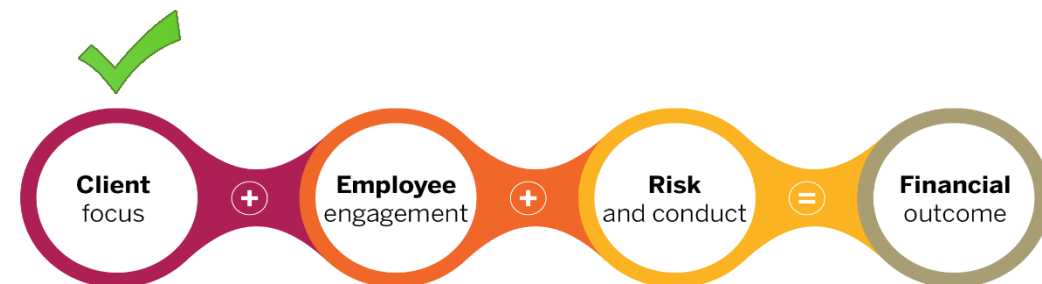 Client
focus
+
Employee
engagement
+
Risk
and conduct
=
Financial
outcome